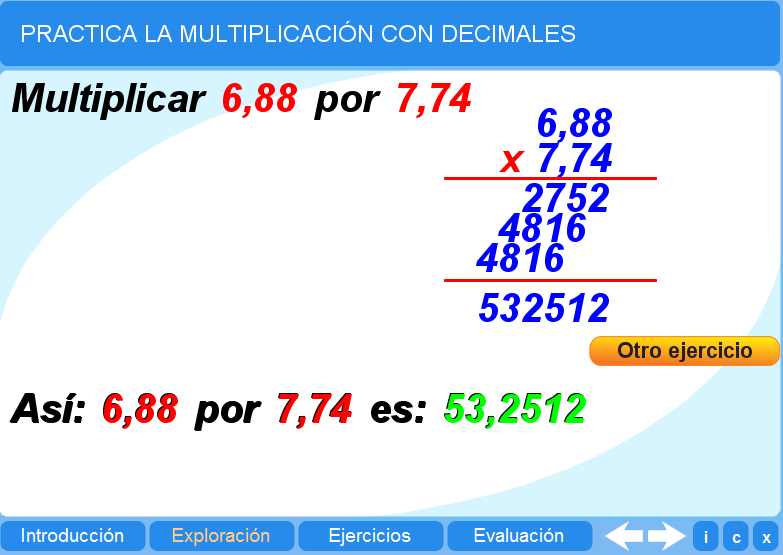 PRACTICA LA MULTIPLICACIÓN CON DECIMALES
Multiplicar 6,88 por 7,74
6,88
x 7,74
2752
4816
4816
532512
Otro ejercicio
Así: 6,88 por 7,74 es: 53,2512
Introducción Exploración Ejercicios Evaluación i c x